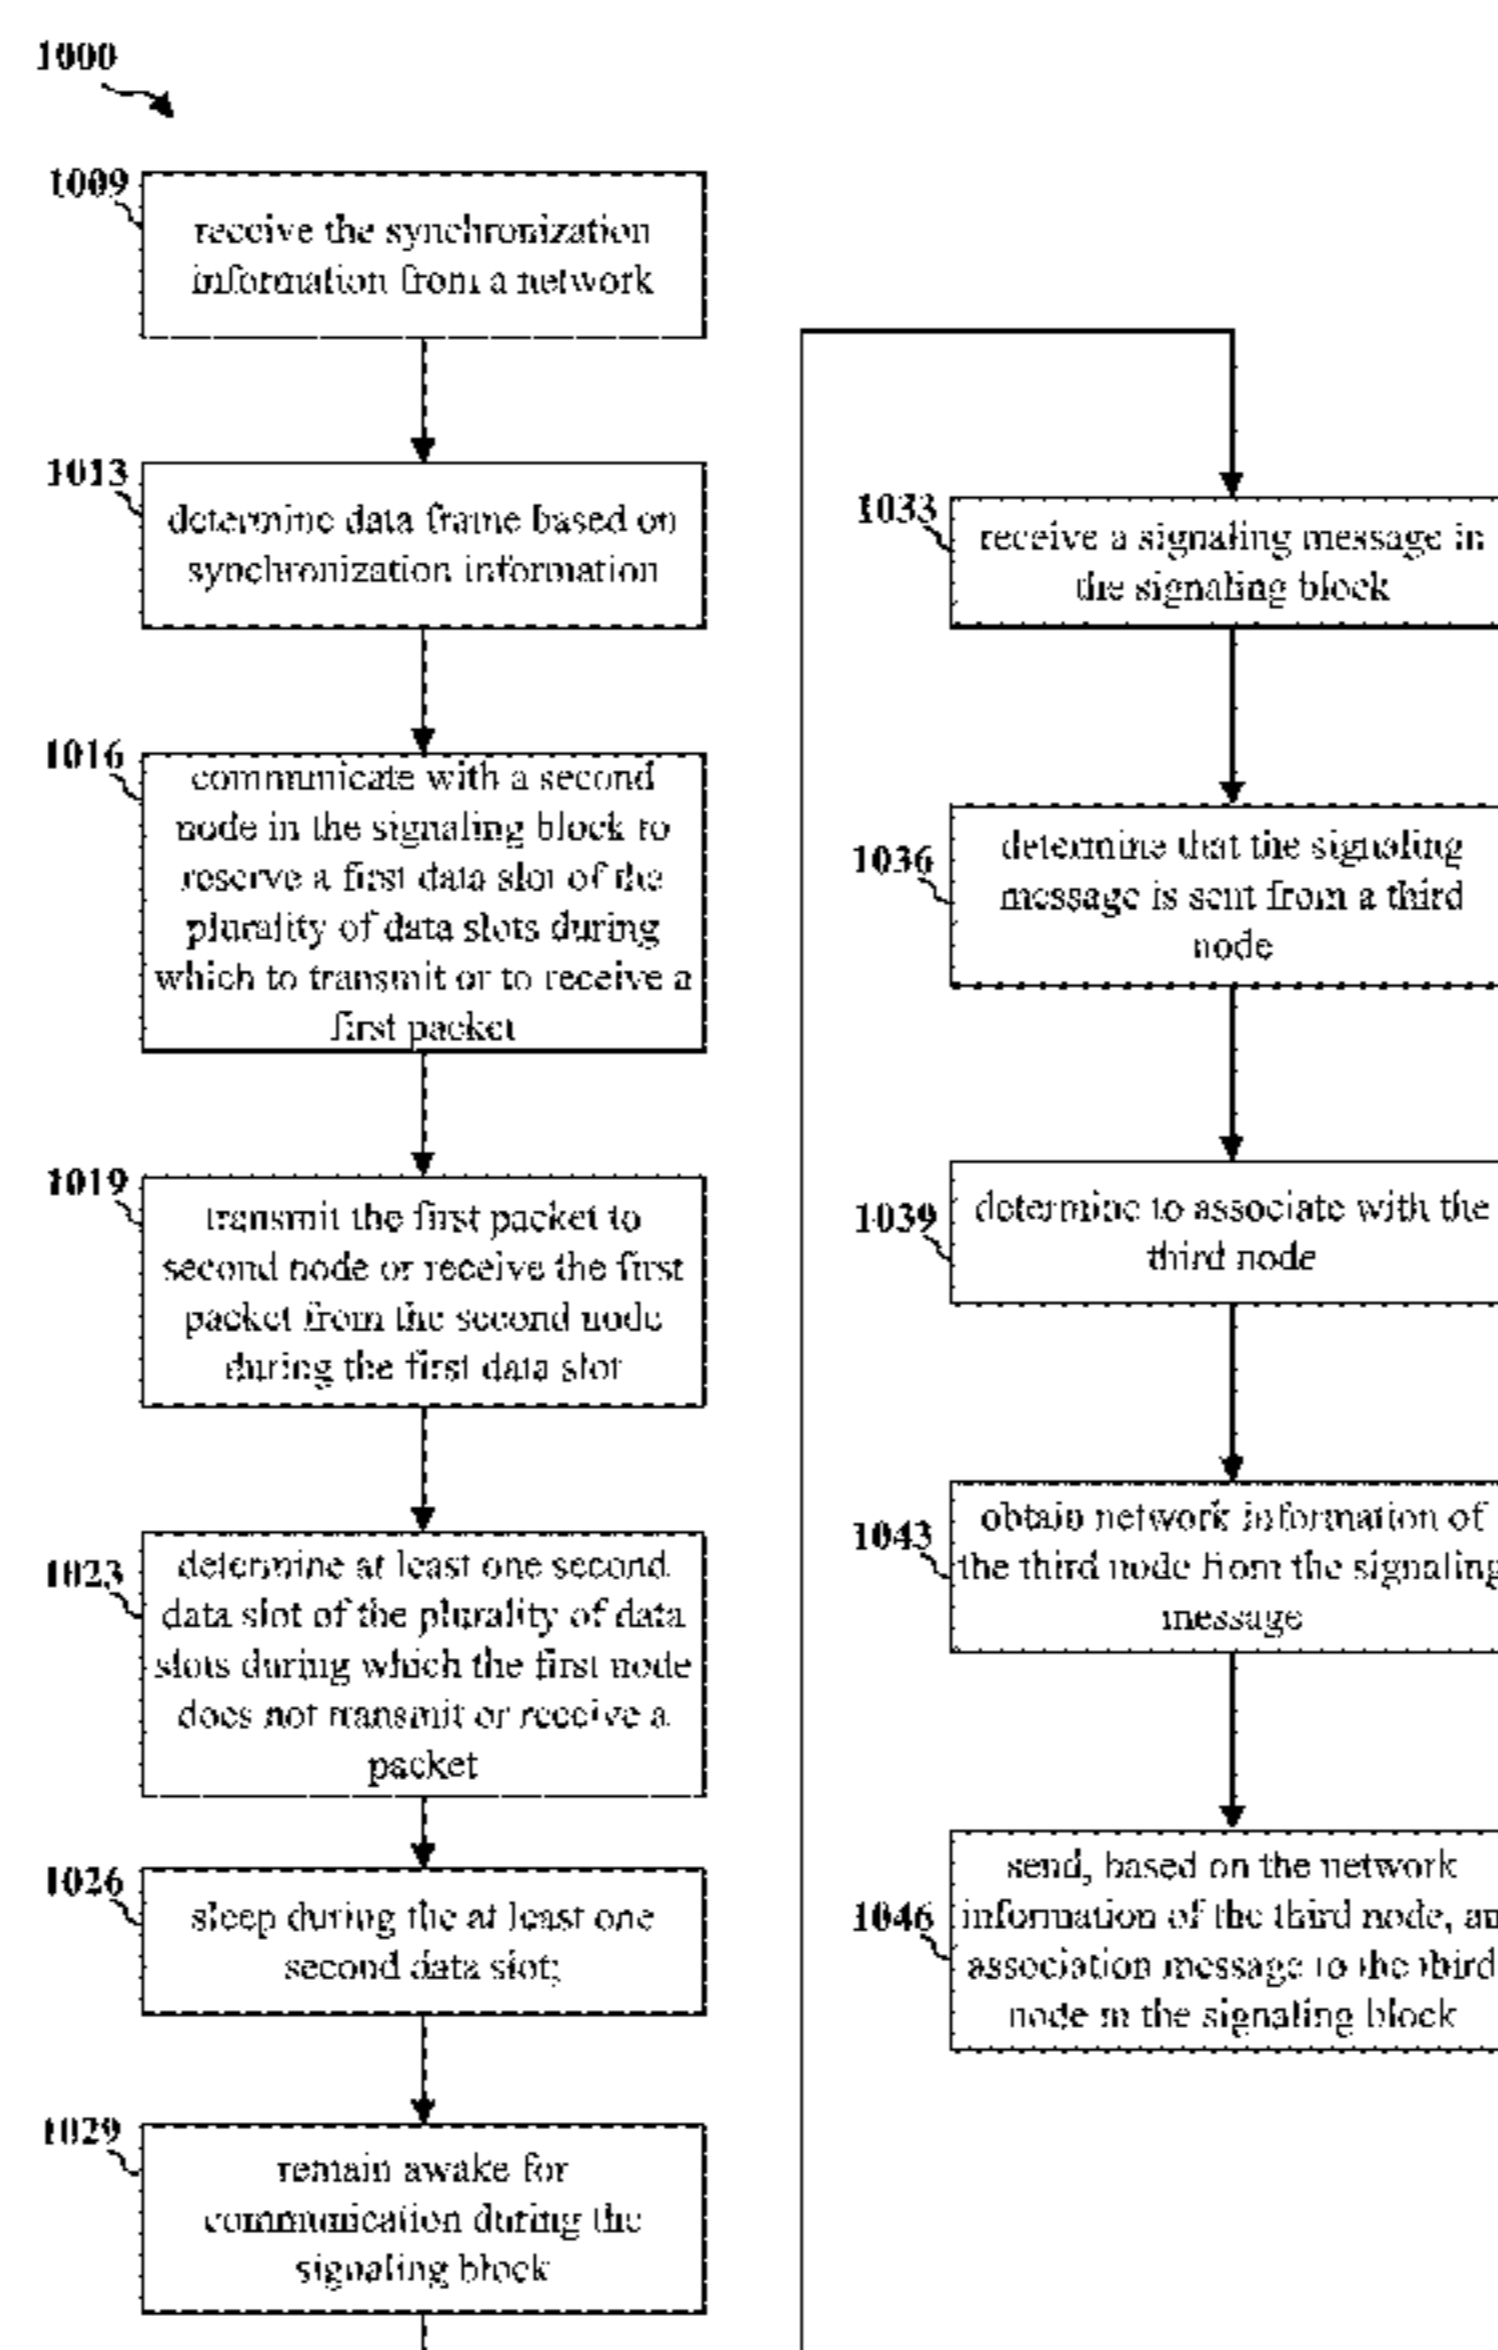 1000
1009
receive the synchronization
information from a network
1013
determine data frame based on
synchronization information
1016
communicate with a second
node in the signaling block to
reserve a first data slot of the
plurality of data slots during
which to transmit or to receive a
first packet
1019
transmit the first packet to
second node or receive the first
packet from the second node
during the first data slot
1023
determine at least one second
data slot of the plurality of data
slots during which the first node
does not transmit or receive a
packet
1026
sleep during the at least one
second data slot;
1029
remain awake for
communication during the
signaling block
1033
receive a signaling message in
the signaling block
1036
determine that the signaling
message is sent from a third
node
1039
determine to associate with the
third node
1043
obtain network information of
the third node from the signaling
message
1046
send, based on the network
information of the third node, an
association message to the third
node in the signaling block